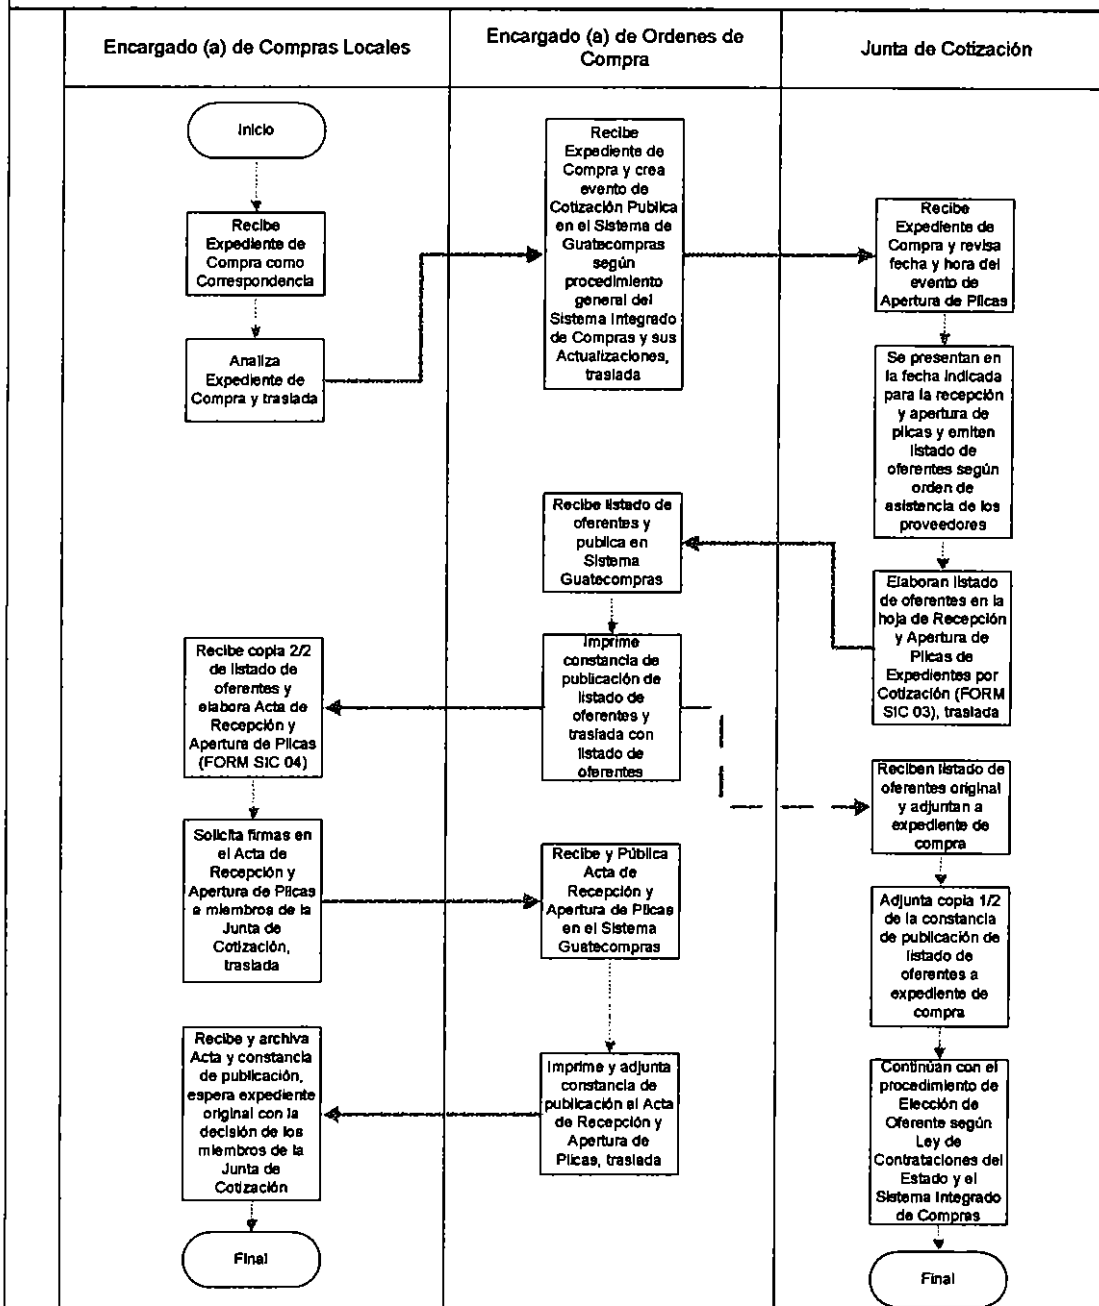 Encargado (a) de Compras Locales
Encargado (a) de Ordenes de
Compra
Junta de Cotización
Inicio
Recibe
Expediente de
Compra como
Correspondencia
Analiza
Expediente de
Compra y traslada
Recibe
Expediente de
Compra y crea
evento de
Cotización Publica
en el Sistema de
Guatecompras
según
procedimiento
general del
Sistema Integrado
de Compras y sus
Actualizaciones,
traslada
Recibe
Expediente de
Compra y revisa
fecha y hora del
evento de
Apertura de Plicas
Se presentan en
la fecha indicada
para la recepción
y apertura de
plicas y emiten
listado de
oferentes según
orden de
asistencia de los
proveedores
Elaboran listado
de oferentes en la
hoja de Recepción
y Apertura de
Plicas de
Expedientes por
Cotización (FORM
SIC 03), traslada
Recibe listado de
oferentes y
publica en
Sistema
Guatecompras
Imprime
constancia de
publicación de
listado de
oferentes y
traslada con
listado de
oferentes
Recibe copia 2/2
de listado de
oferentes y
elabora Acta de
Recepción y
Apertura de Plicas
(FORM SIC 04)
Reciben listado de
oferentes original
y adjuntan a
expediente de
compra
Solicita firmas en
el Acta de
Recepción y
Apertura de Plicas
a miembros de la
Junta de
Cotización,
traslada
Recibe y Pública
Acta de
Recepción y
Apertura de Plicas
en el Sistema
Guatecompras
Adjunta copia 1/2
de la constancia
de publicación de
listado de
oferentes a
expediente de
compra
Recibe y archiva
Acta y constancia
de publicación,
espera expediente
original con la
decisión de los
miembros de la
Junta de
Cotización
Imprime y adjunta
constancia de
publicación al Acta
de Recepción y
Apertura de
Plicas, traslada
Continúan con el
procedimiento de
Elección de
Oferente según
Ley de
Contrataciones del
Estado y el
Sistema Integrado
de Compras
Final
Final